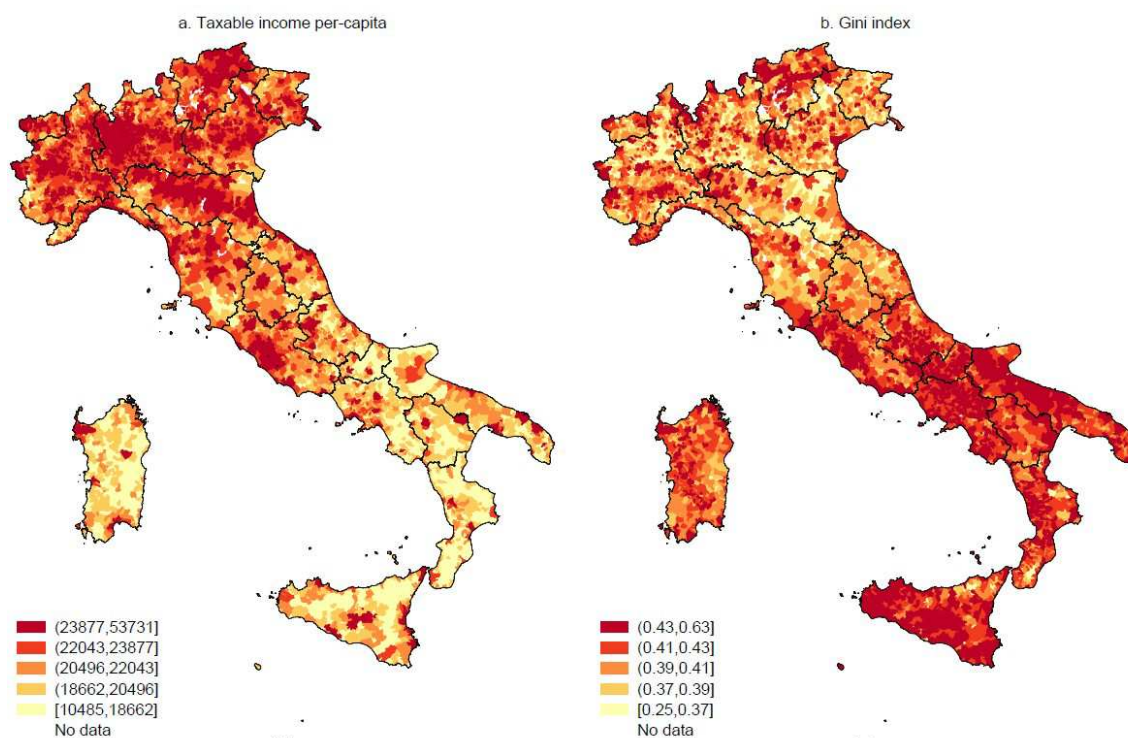 a. Taxable income per-capita
b. Gini index
(23877,53731]
(22043,23877]
(20496,22043]
(18662,20496]
[10485,18662]
No data
(0.43,0.63]
(0.41,0.43]
(0.39,0.41]
(0.37,0.39]
[0.25,0.37]
No data